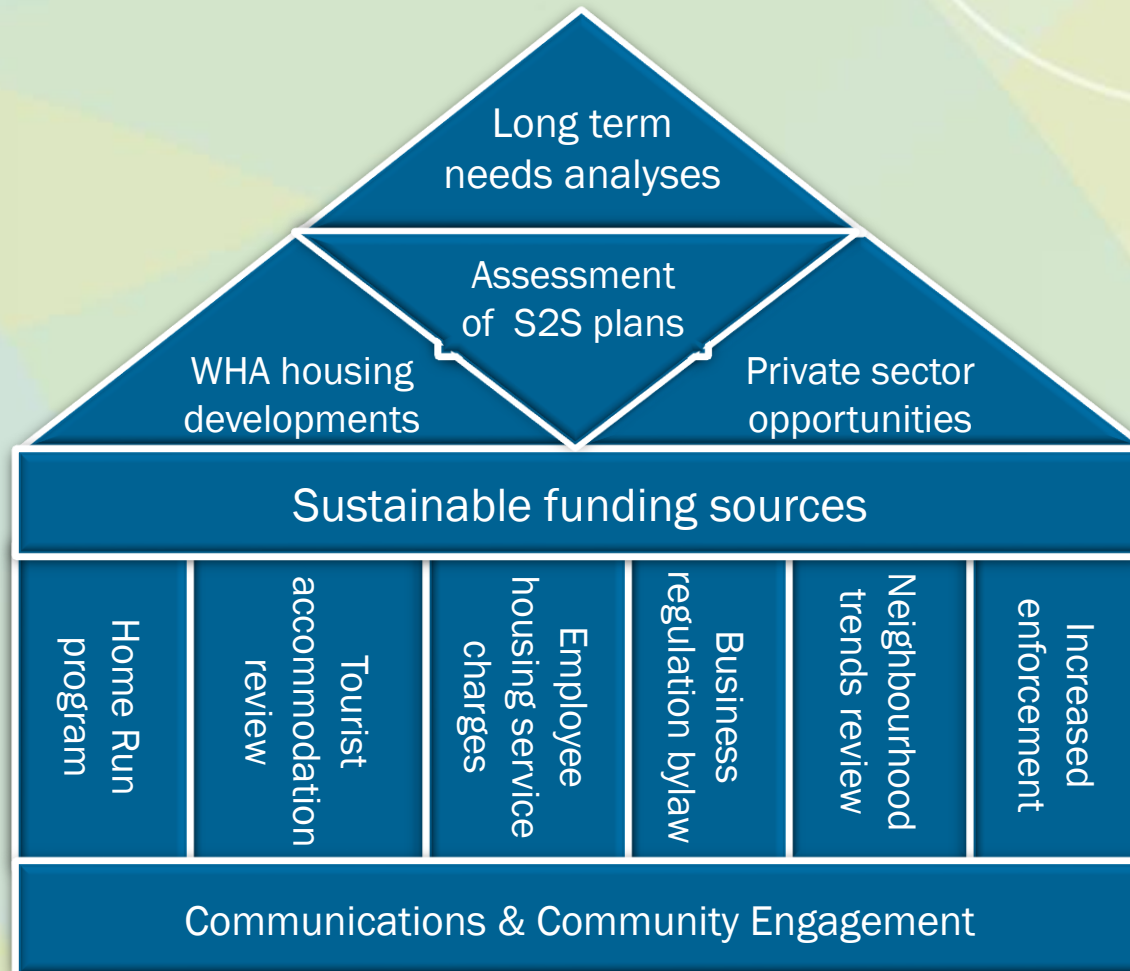 Long term
needs analyses
Assessment
of S2S plans
WHA housing
developments
Private sector
opportunities
Sustainable funding sources
Home Run
program
Tourist
accommodation
review
Employee
housing service
charges
Business
regulation bylaw
Neighbourhood
trends review
Increased
enforcement
Communications & Community Engagement